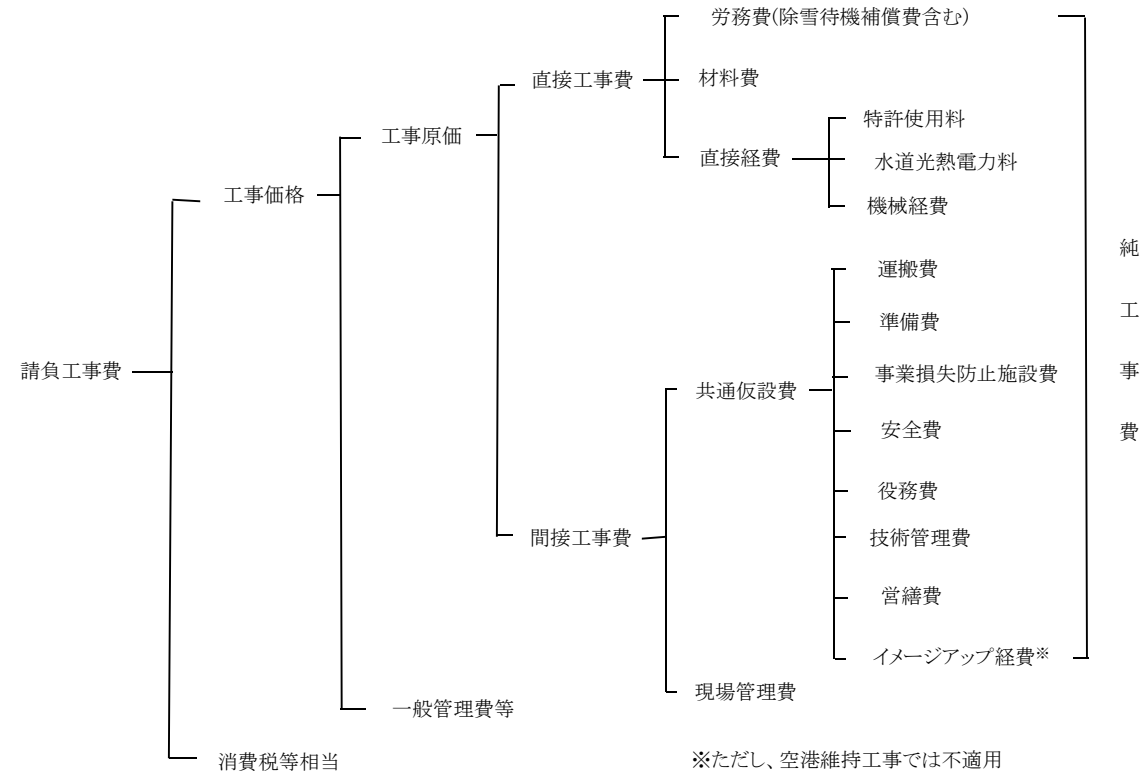 労務費(除雪待機補償費含む)
直接工事費
材料費
工事原価
特許使用料
直接経費
水道光熱電力料
工事価格
機械経費
純工事費
運搬費
準備費
請負工事費
事業損失防止施設費
共通仮設費
安全費
役務費
間接工事費
技術管理費
営繕費
イメージアップ経費※
現場管理費
一般管理費等
消費税等相当
※ただし、空港維持工事では不適用